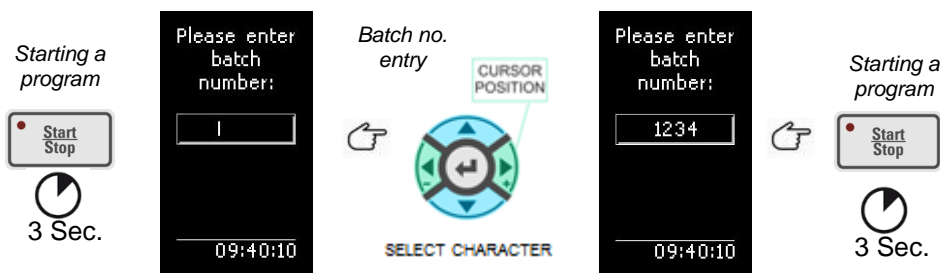 Starting a
program
Start
Stop
3 Sec.
Please enter
batch
number:
09:40:10
Batch no.
entry
CURSOR
POSITION
-
+
SELECT CHARACTER
Please enter
batch
number:
1234
09:40:10
Starting a
program
Start
Stop
3 Sec.